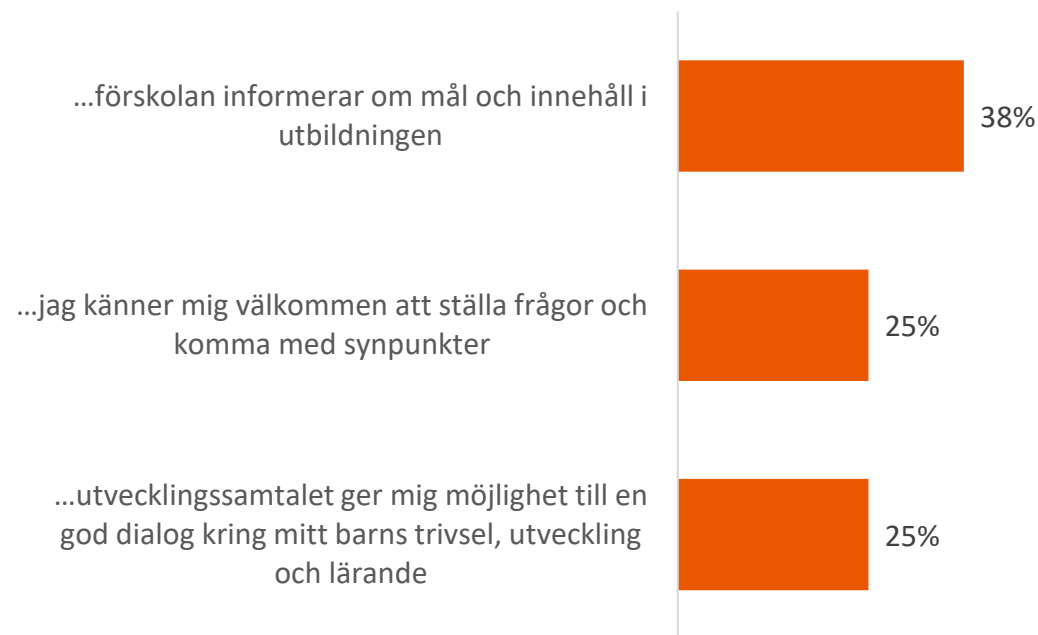 ...förskolan informerar om mål och innehåll i
utbildningen
38%
...jag känner mig välkommen att ställa frågor och
komma med synpunkter
25%
...utvecklingssamtalet ger mig möjlighet till en
god dialog kring mitt barns trivsel, utveckling
och lärande
25%